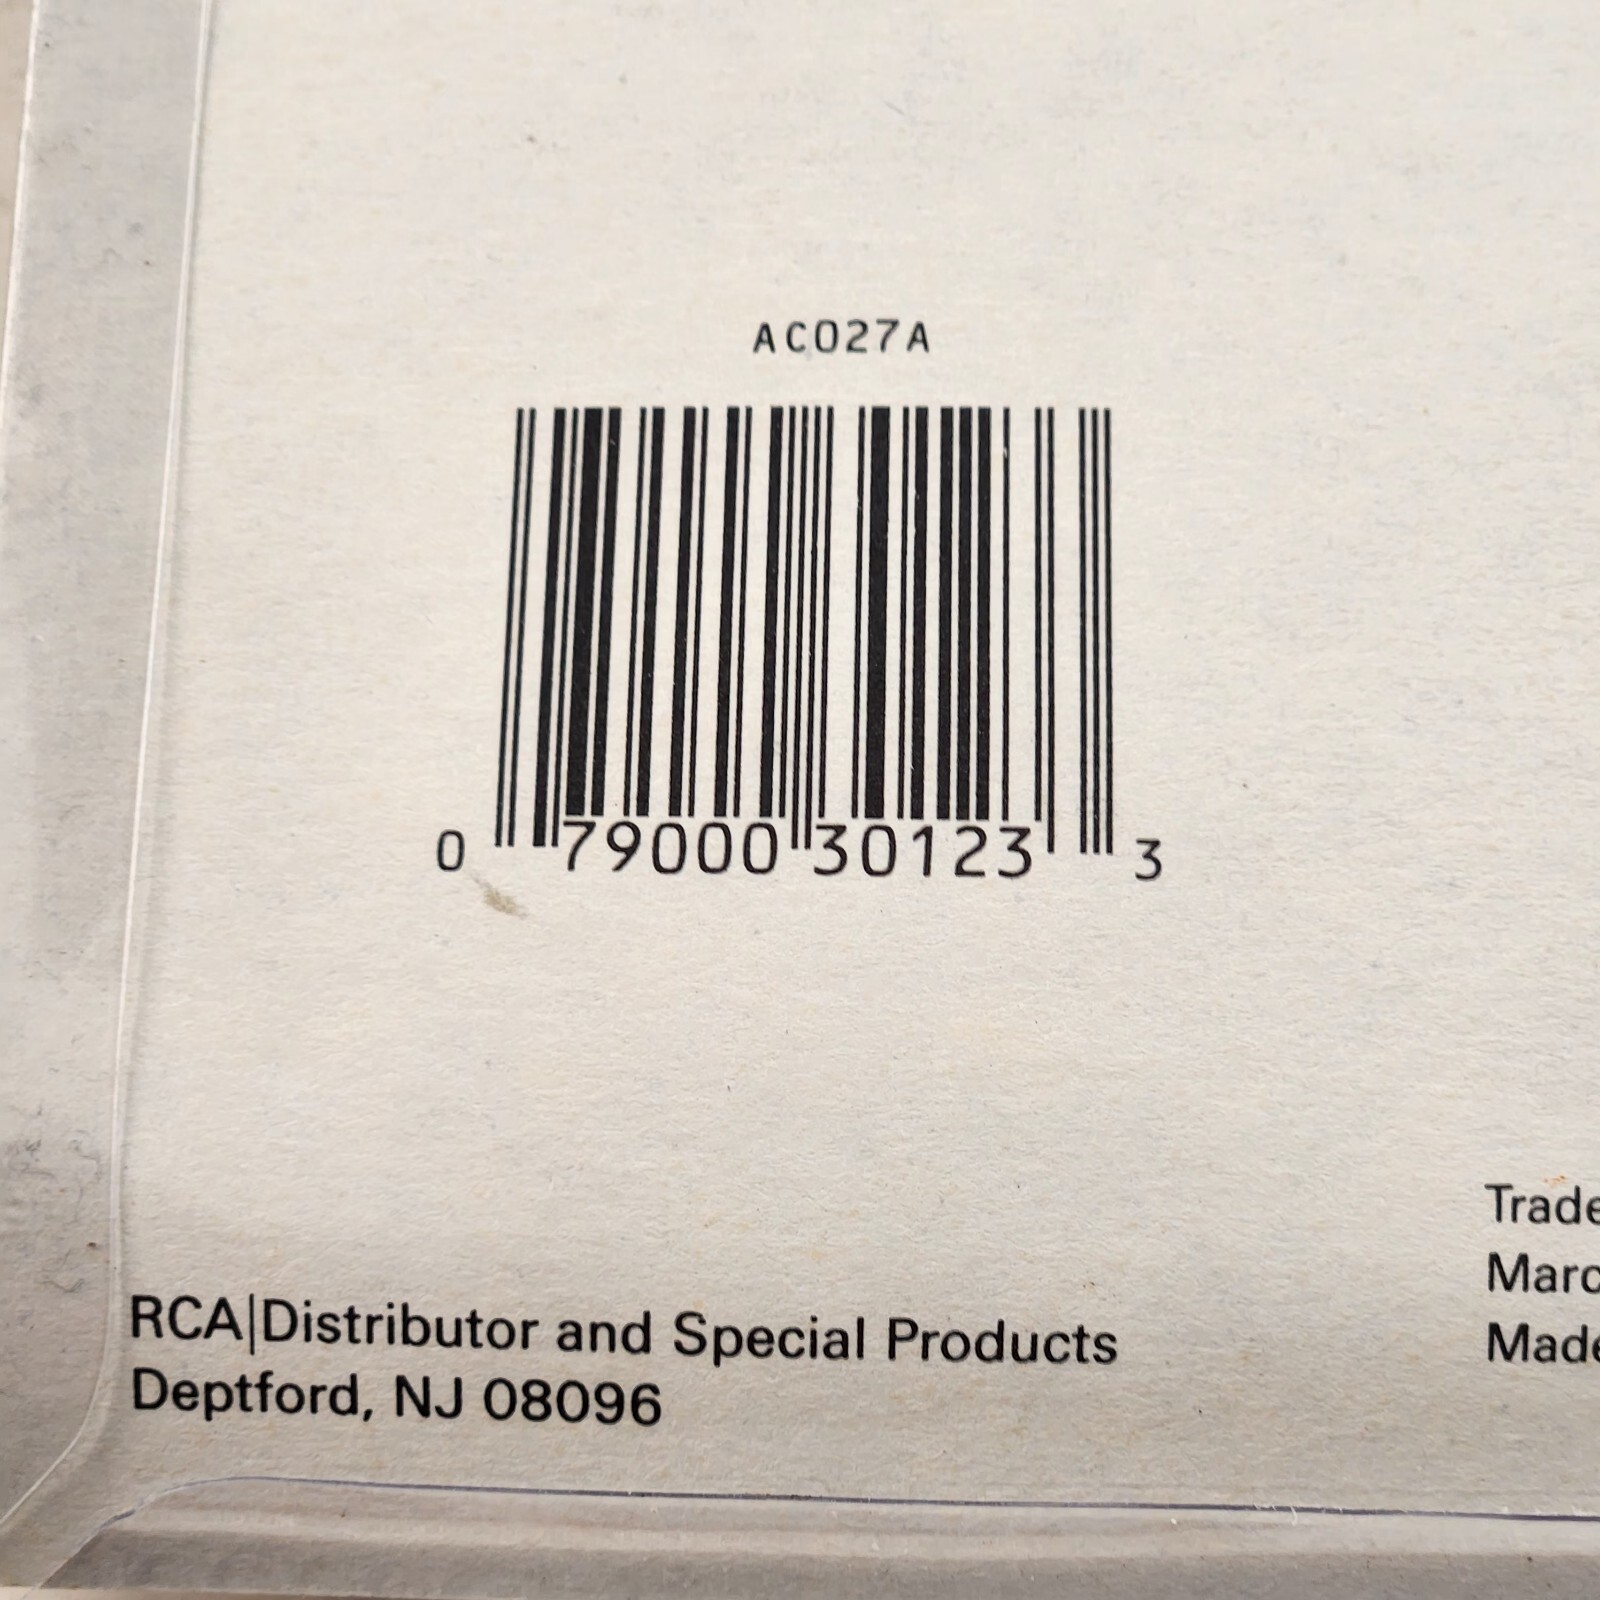 AC027A
0 79000 30123 3
RCA|Distributor and Special Products
Deptford, NJ 08096
Trade
Marc
Made